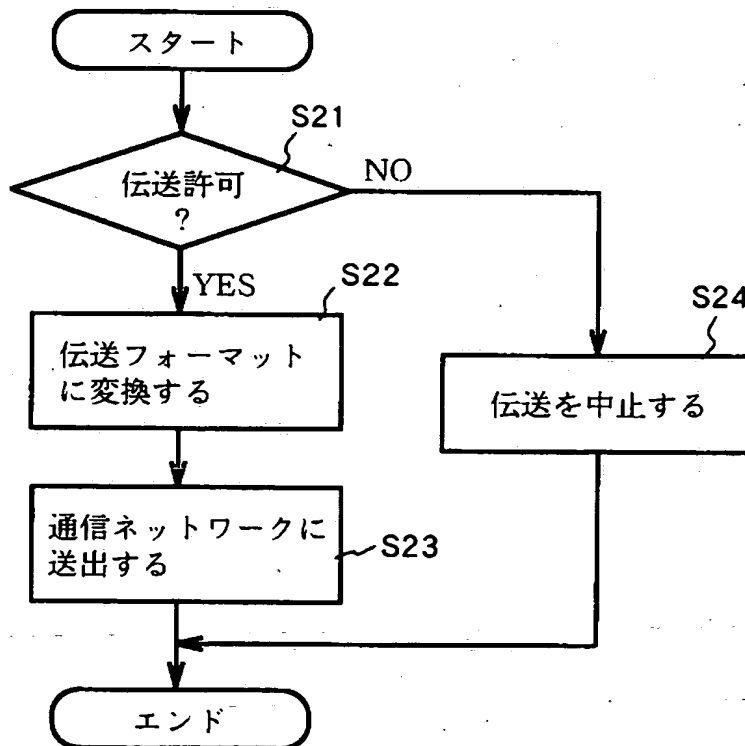 スタート
S21
伝送許可
?
NO
YES
S22
伝送フォーマット
に変換する
S24
伝送を中止する
通信ネットワークに
送出する
S23
エンド